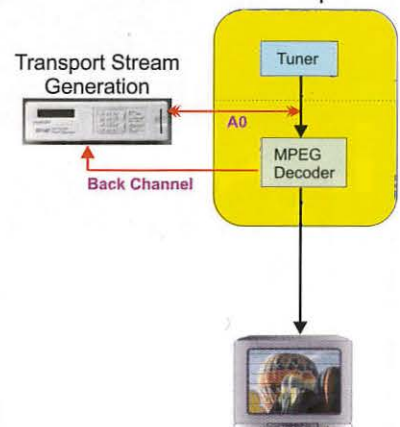 Tuner
Transport Stream
Generation
A0
MPEG
Decoder
Back Channel